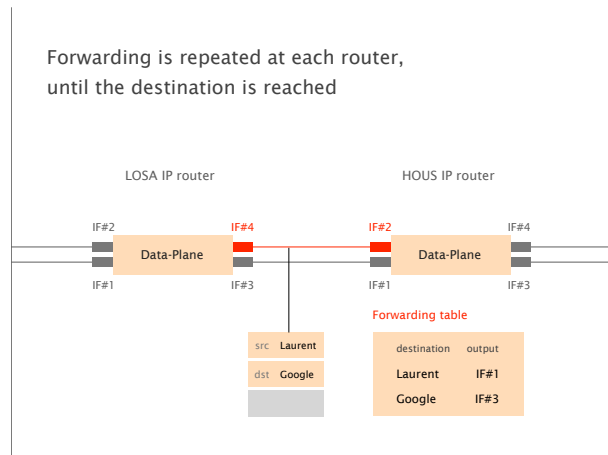 Forwarding is repeated at each router,
until the destination is reached
LOSA IP router
HOUS IP router
IF#2
IF#4
IF#2
IF#4
Data-Plane
Data-Plane
IF#1
IF#3
IF#1
IF#3
Forwarding table
src Laurent
dst Google
destination output
Laurent IF#1
Google IF#3